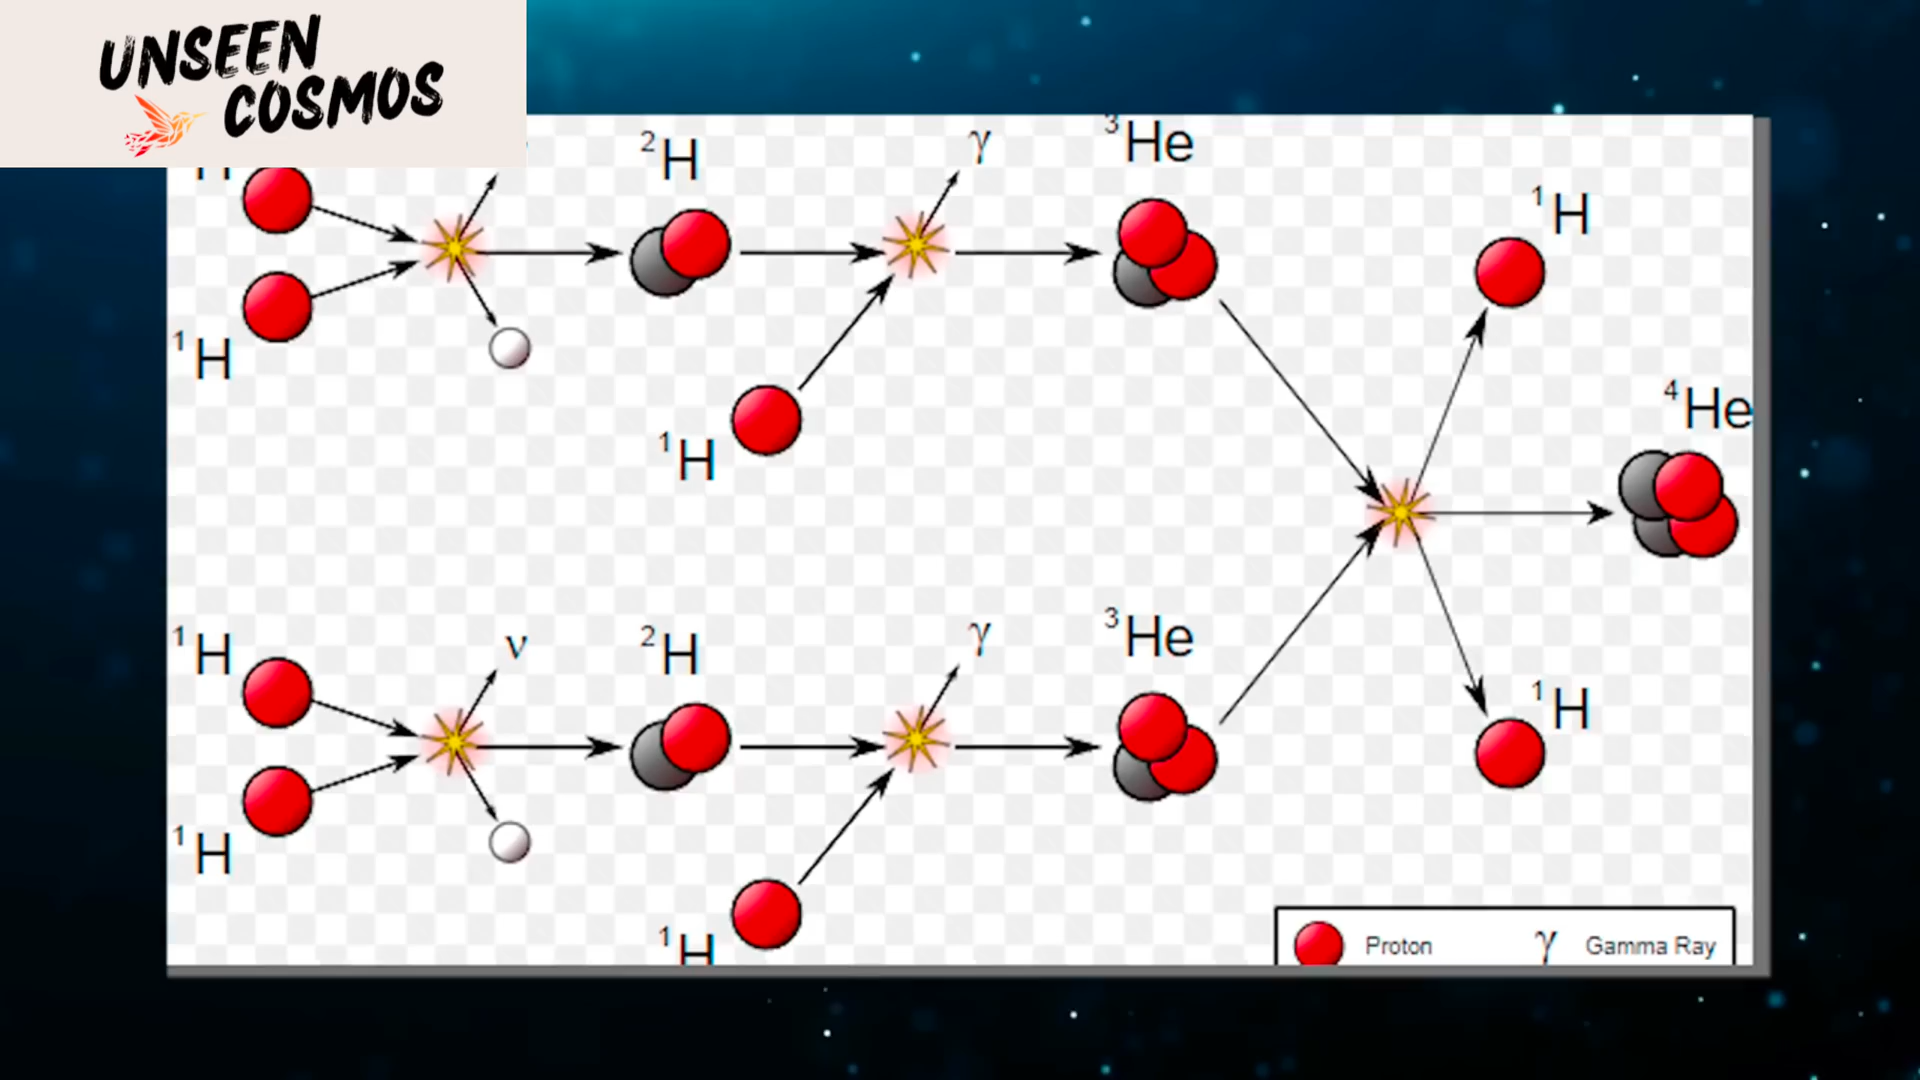 UNSEEN
COSMOS
²H
γ
³He
¹H
¹H
¹H
⁴He
¹H
ν
²H
γ
³He
¹H
¹H
¹H
Proton
γ
Gamma Ray